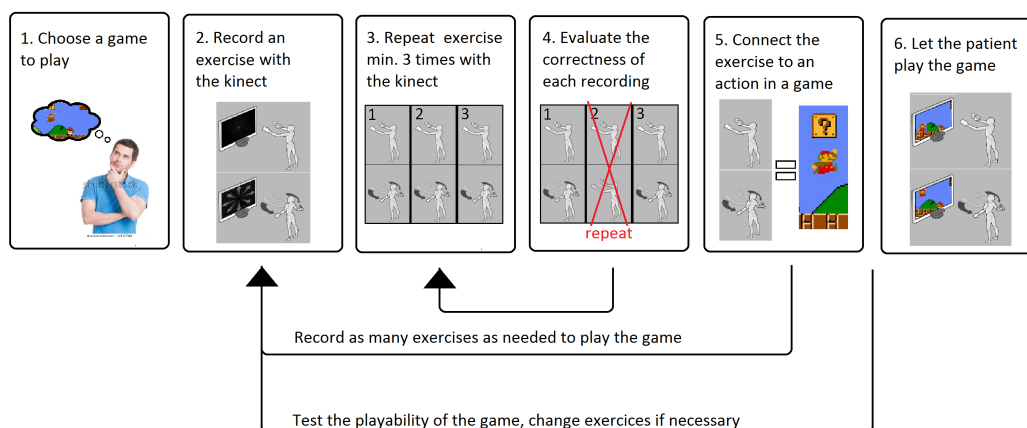 1. Choose a game
to play
2. Record an
exercise with
the kinect
3. Repeat exercise
min. 3 times with
the kinect
4. Evaluate the
correctness of
each recording
5. Connect the
exercise to an
action in a game
6. Let the patient
play the game
1 2 3
1 2 3
?
shutterstock
repeat
Record as many exercises as needed to play the game
Test the playability of the game, change exercices if necessary